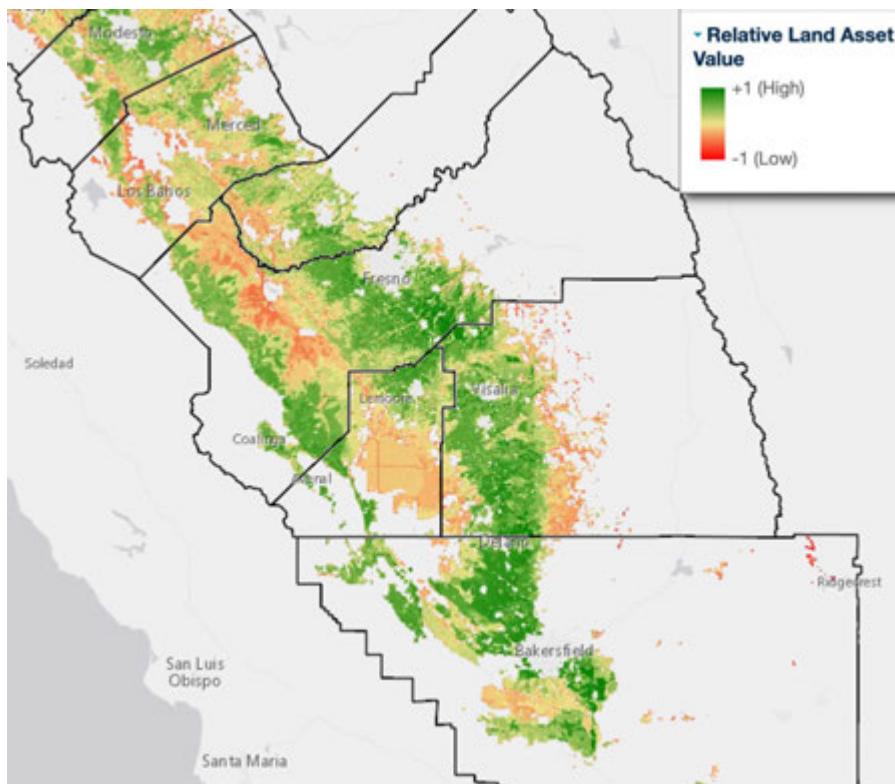 Relative Land Asset
Value
+1 (High)
-1 (Low)
Modesto
Merced
Los Banos
Fresno
Soledad
Visalia
Lemoore
Coalinga
Avenal
Delano
Ridgecrest
Bakersfield
San Luis
Obispo
Santa Maria